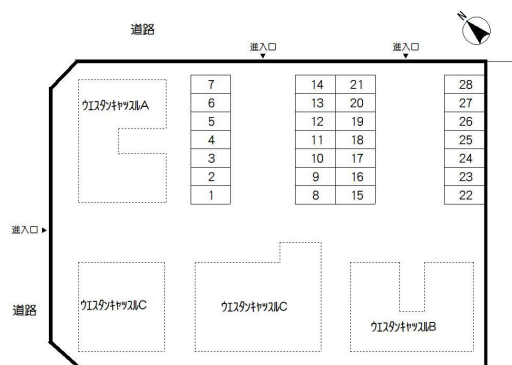 道路
N
進入口
進入口
7 14 21 28
ウエスタンキャッスルA
6 13 20 27
5 12 19 26
4 11 18 25
3 10 17 24
2 9 16 23
1 8 15 22
進入口
道路
ウエスタンキャッスルC
ウエスタンキャッスルC
ウエスタンキャッスルB